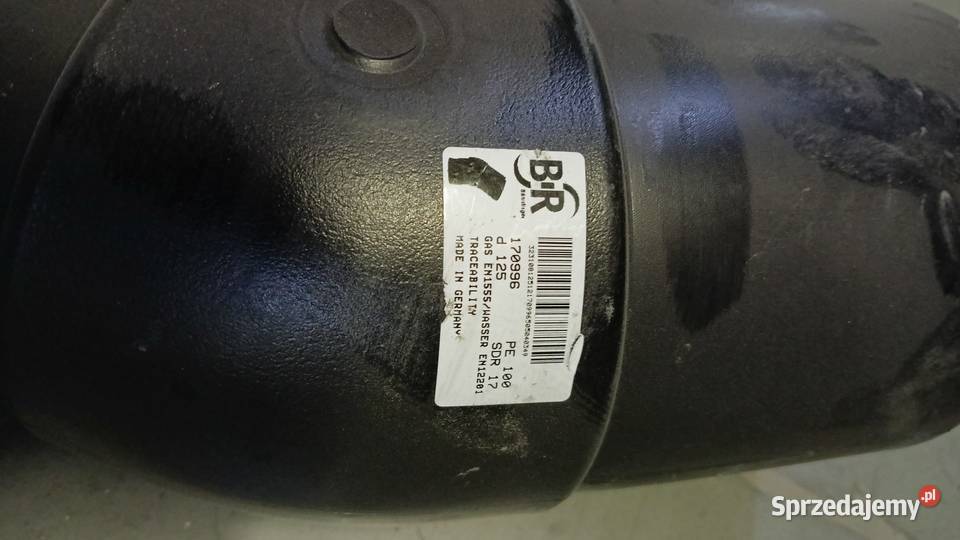 B+R
170996 PE 100
d 125 SDR 17
GAS EN1555/WASSER EN12201
TRACEABILITY
MADE IN GERMANY
Sprzedajemy.pl